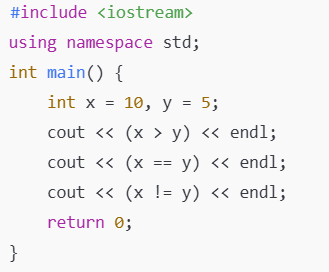 #include <iostream>
using namespace std;
int main() {
    int x = 10, y = 5;
    cout << (x > y) << endl;
    cout << (x == y) << endl;
    cout << (x != y) << endl;
    return 0;
}